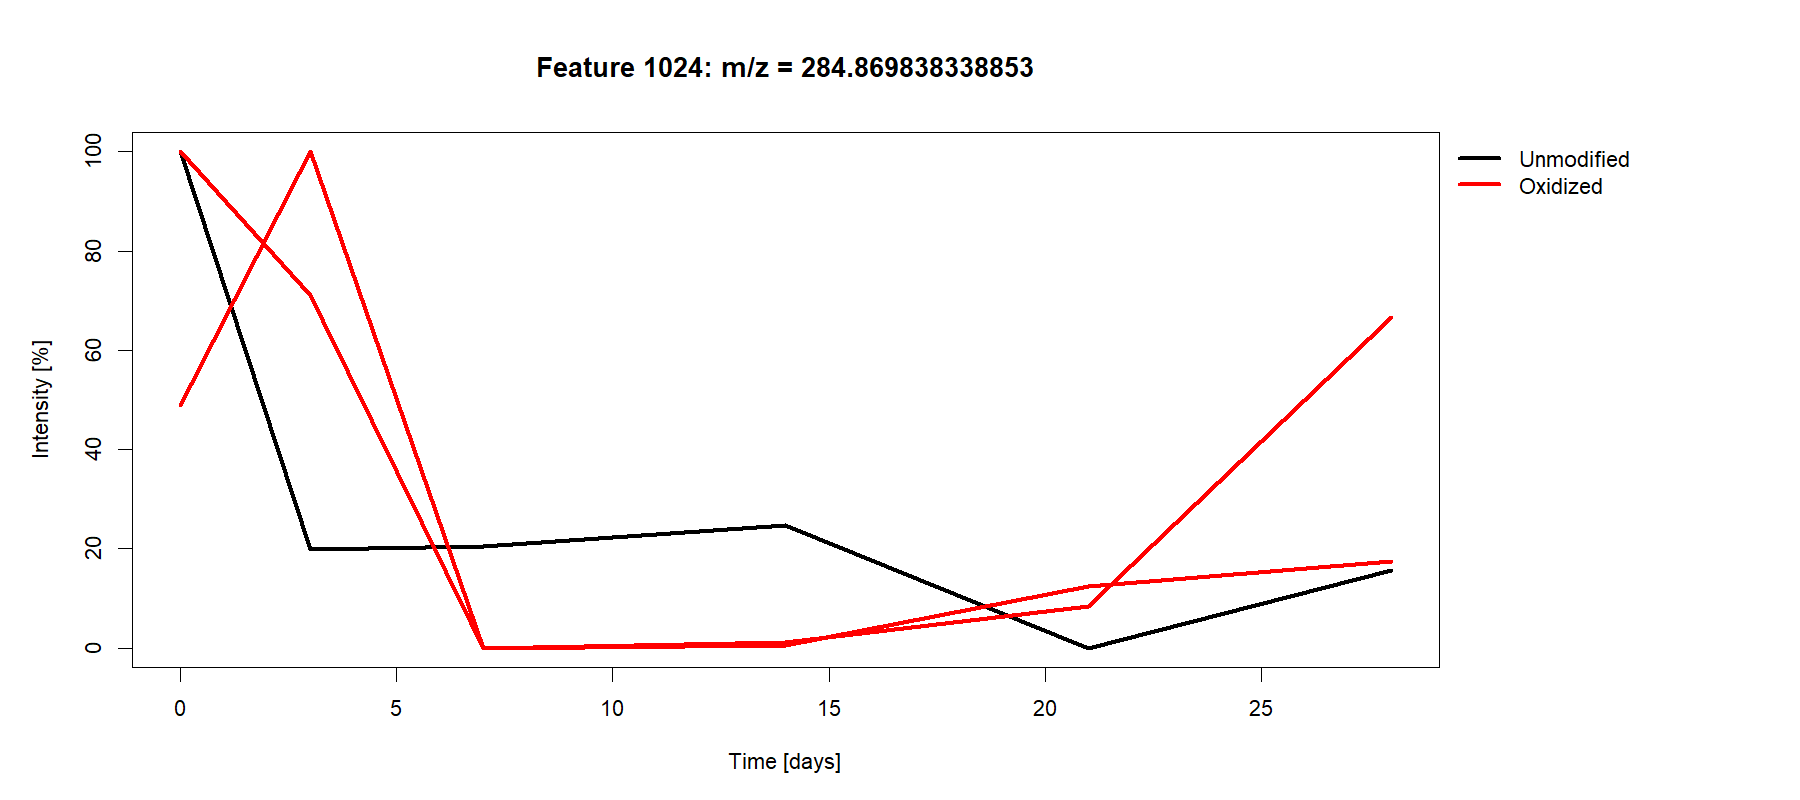 Feature 1024: m/z = 284.869838338853
Unmodified
Oxidized
Intensity [%]
100
80
60
40
20
0
0 5 10 15 20 25
Time [days]